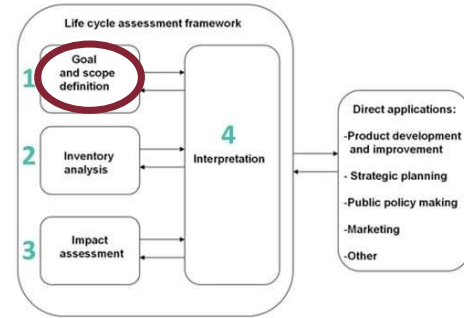 Life cycle assessment framework
1
Goal
and scope
definition
2
Inventory
analysis
3
Impact
assessment
4
Interpretation
Direct applications:
-Product development
and improvement
- Strategic planning
-Public policy making
-Marketing
-Other